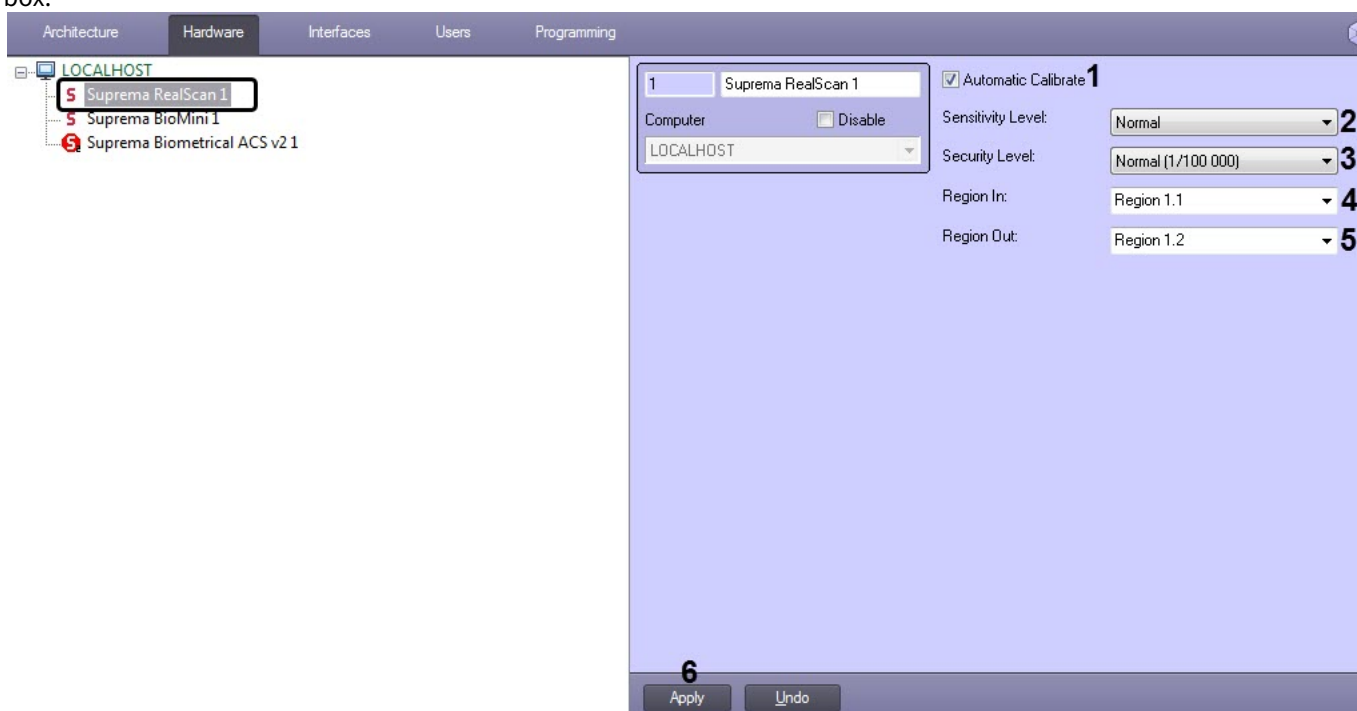 box.
Architecture Hardware Interfaces Users Programming
LOCALHOST
Suprema RealScan 1
Suprema BioMini 1
Suprema Biometrical ACS v2 1
1 Suprema RealScan 1
Computer Disable
LOCALHOST
Automatic Calibrate 1
Sensitivity Level: Normal 2
Security Level: Normal (1/100 000) 3
Region In: Region 1.1 4
Region Out: Region 1.2 5
6
Apply Undo